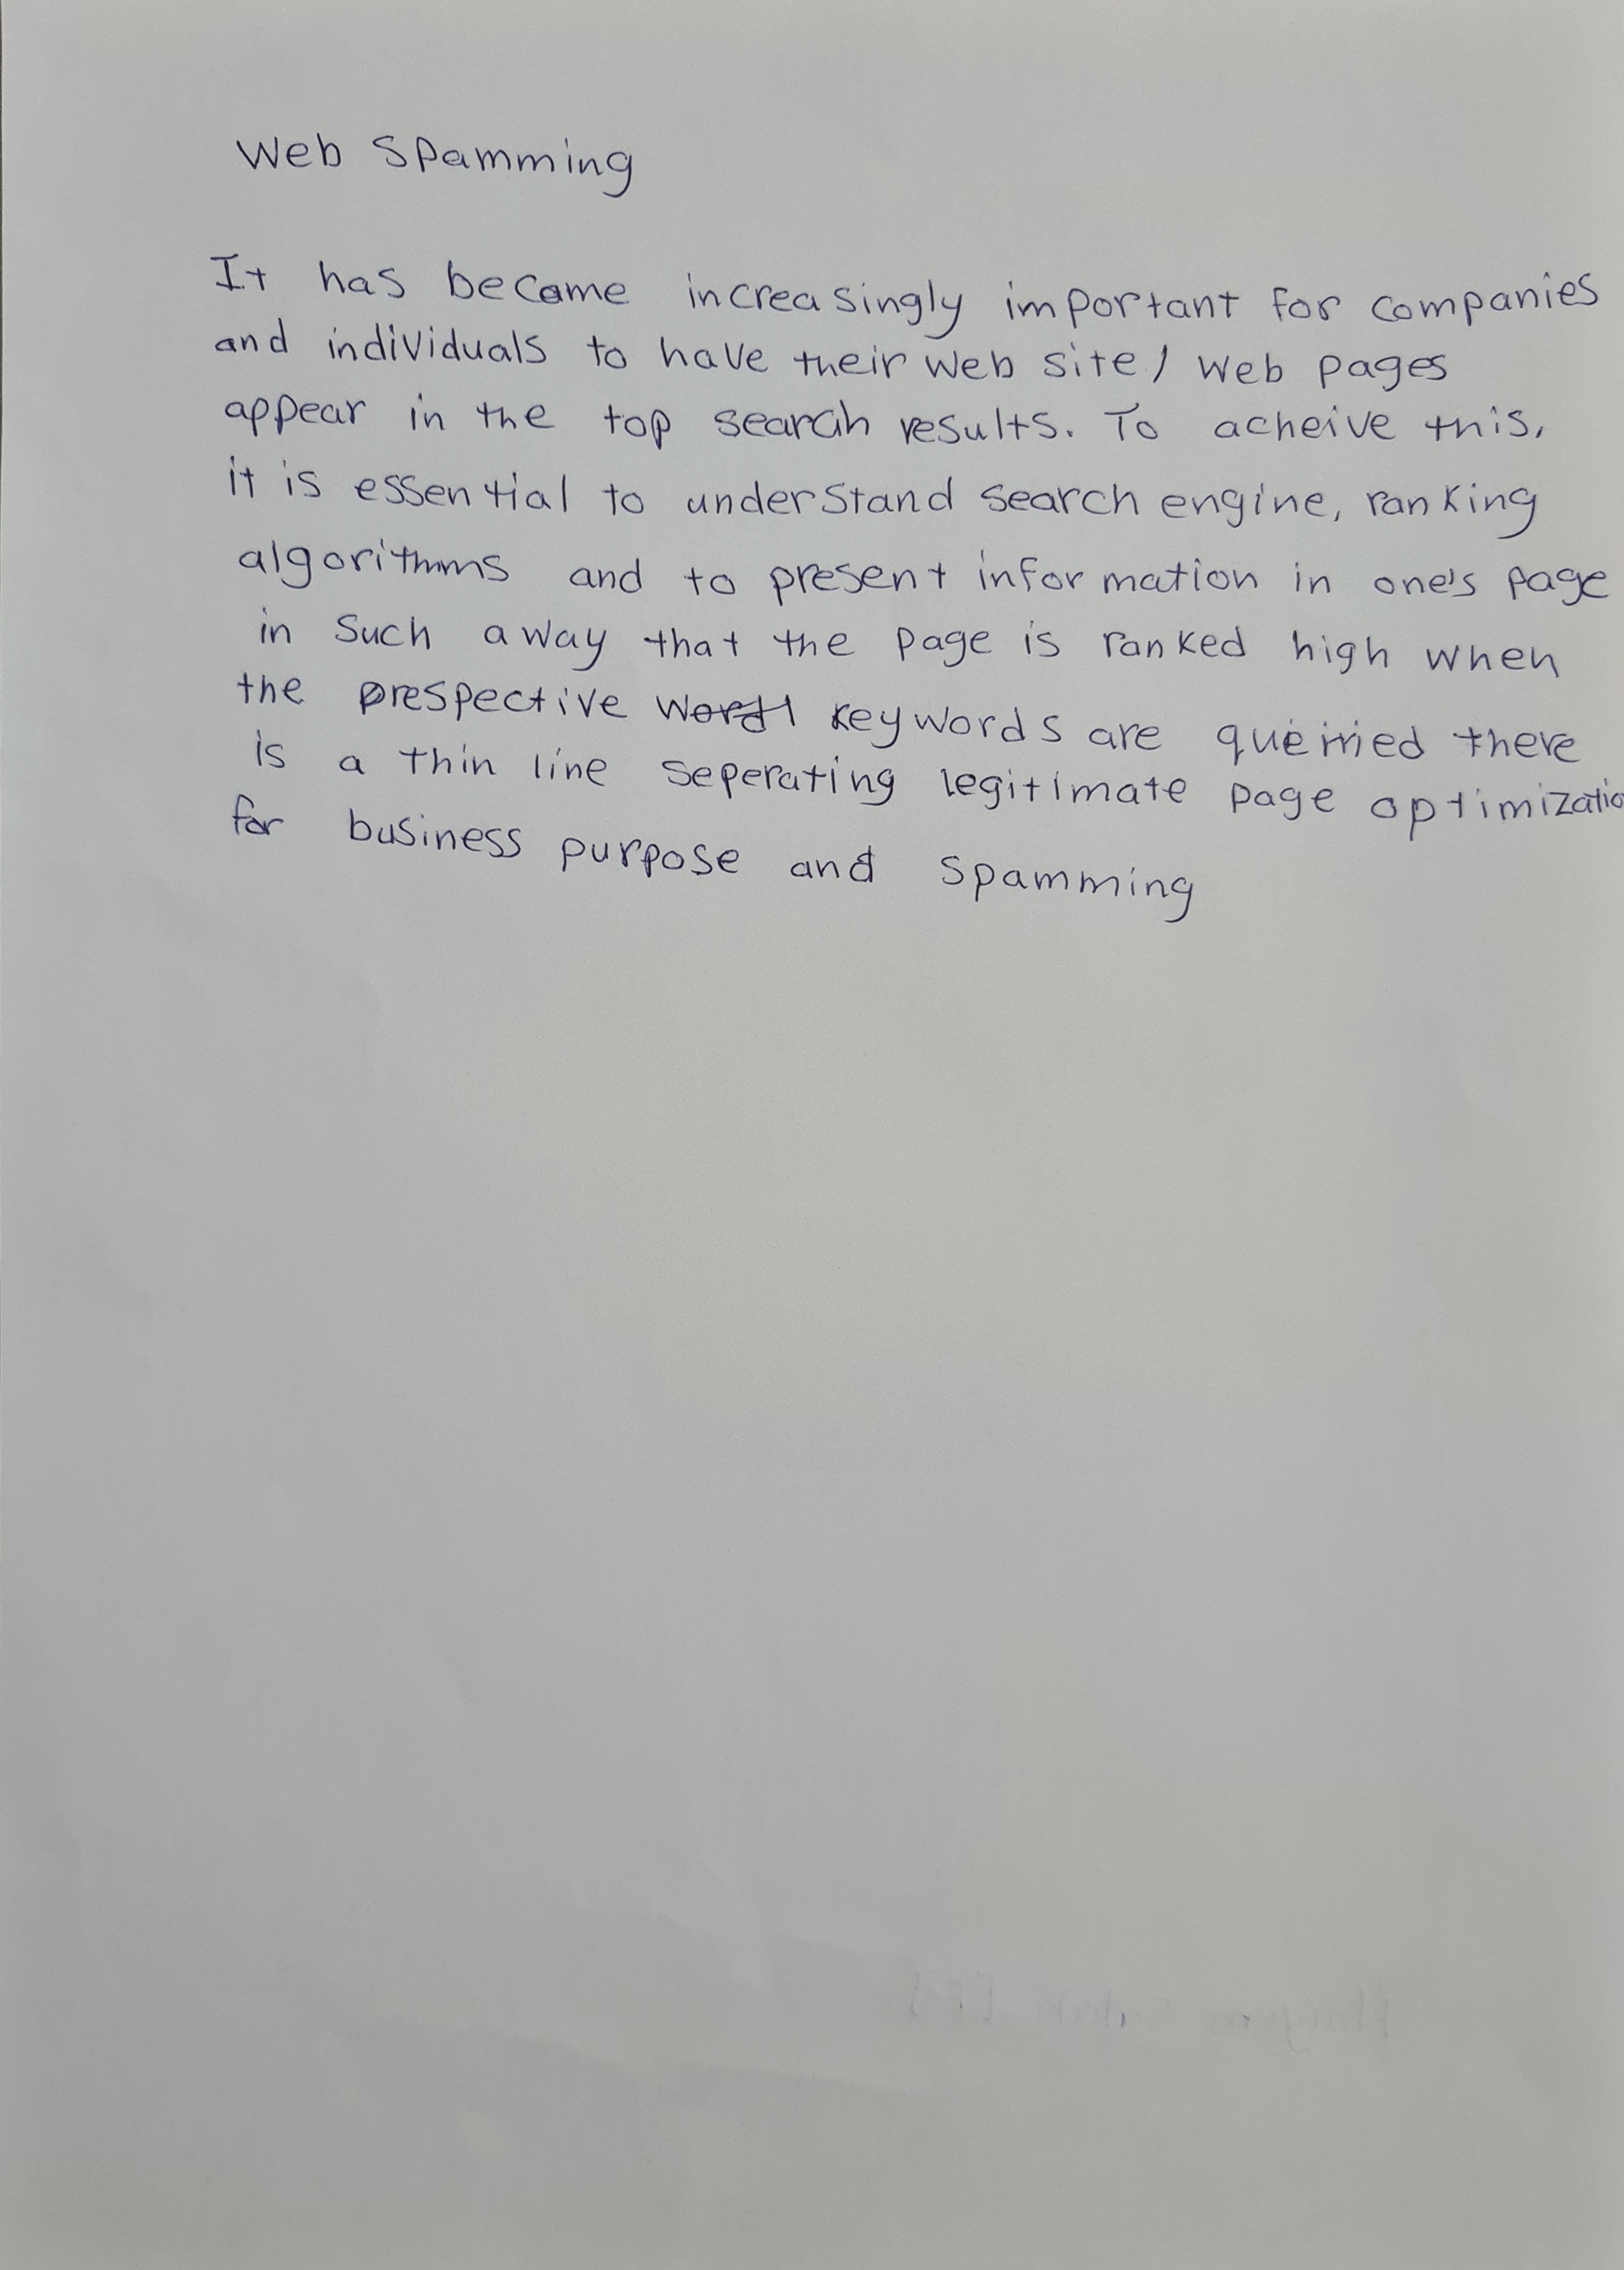 Web Spamming
It has become increasingly important for companies
and individuals to have their web site / web pages
appear in the top search results. To acheive this,
it is essential to understand search engine, ranking
algorithms and to present information in one's page
in such a way that the page is ranked high when
the prespective keywords are querried there
is a thin line seperating legitimate page optimizatio
for business purpose and spamming